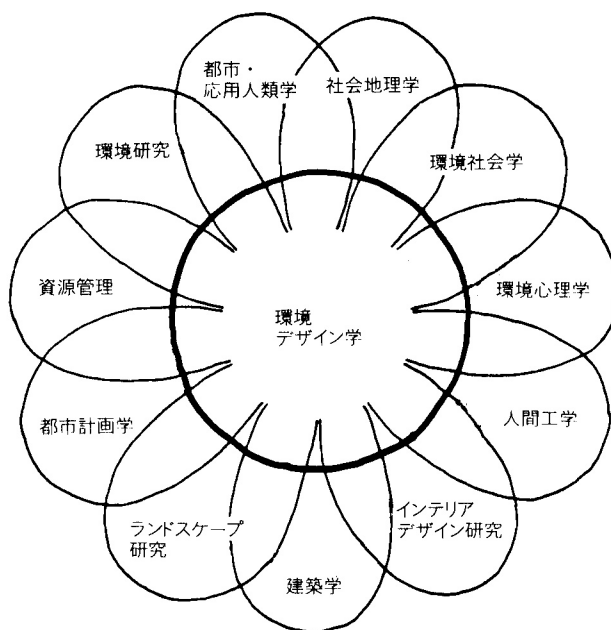 都市・
応用人類学
社会地理学
環境研究
環境社会学
資源管理
環境心理学
環境
デザイン学
都市計画学
人間工学
ランドスケープ
研究
インテリア
デザイン研究
建築学